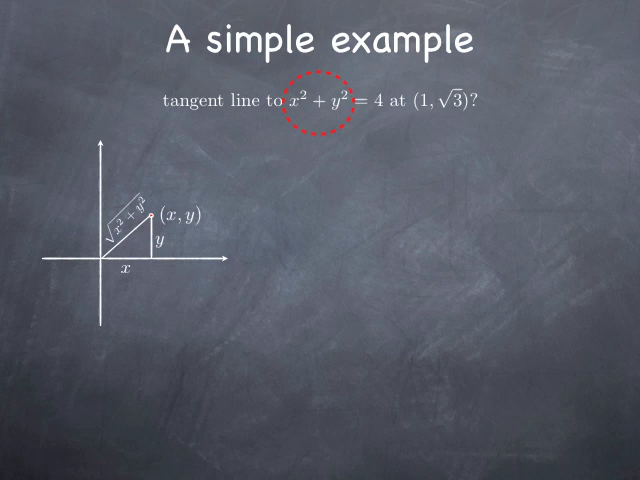 A simple example
tangent line to x² + y² = 4 at (1, √3)?
√x² + y²
(x, y)
y
x